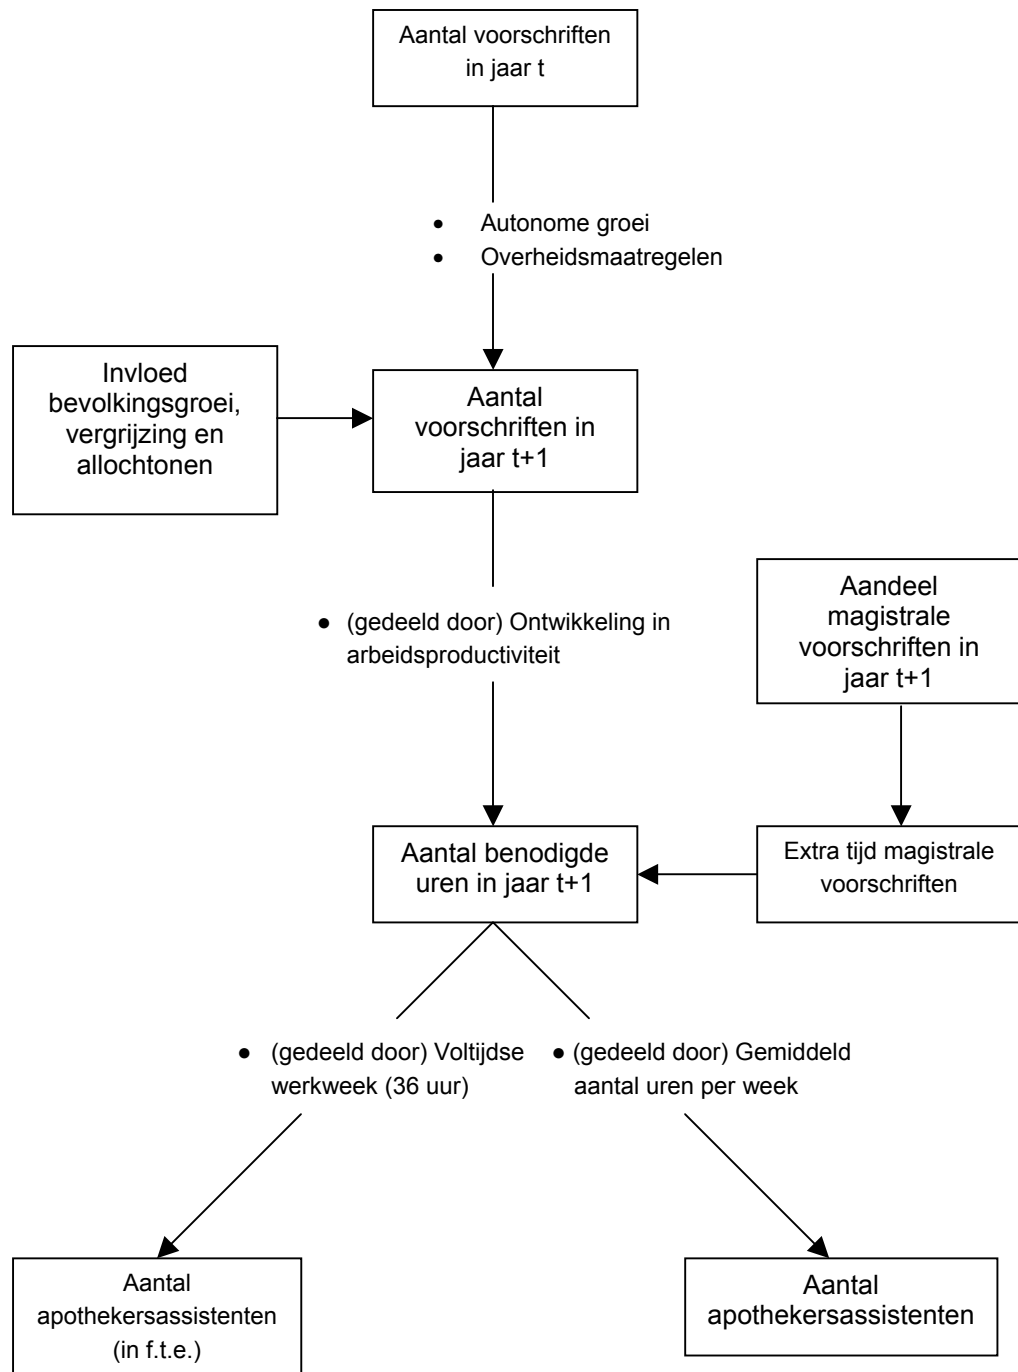 Aantal voorschriften
in jaar t
• Autonome groei
• Overheidsmaatregelen
Invloed
bevolkingsgroei,
vergrijzing en
allochtonen
Aantal
voorschriften in
jaar t+1
• (gedeeld door) Ontwikkeling in
arbeidsproductiviteit
Aandeel
magistrale
voorschriften in
jaar t+1
Aantal benodigde
uren in jaar t+1
Extra tijd magistrale
voorschriften
• (gedeeld door) Voltijdse
werkweek (36 uur)
• (gedeeld door) Gemiddeld
aantal uren per week
Aantal
apothekersassistenten
(in f.t.e.)
Aantal
apothekersassistenten